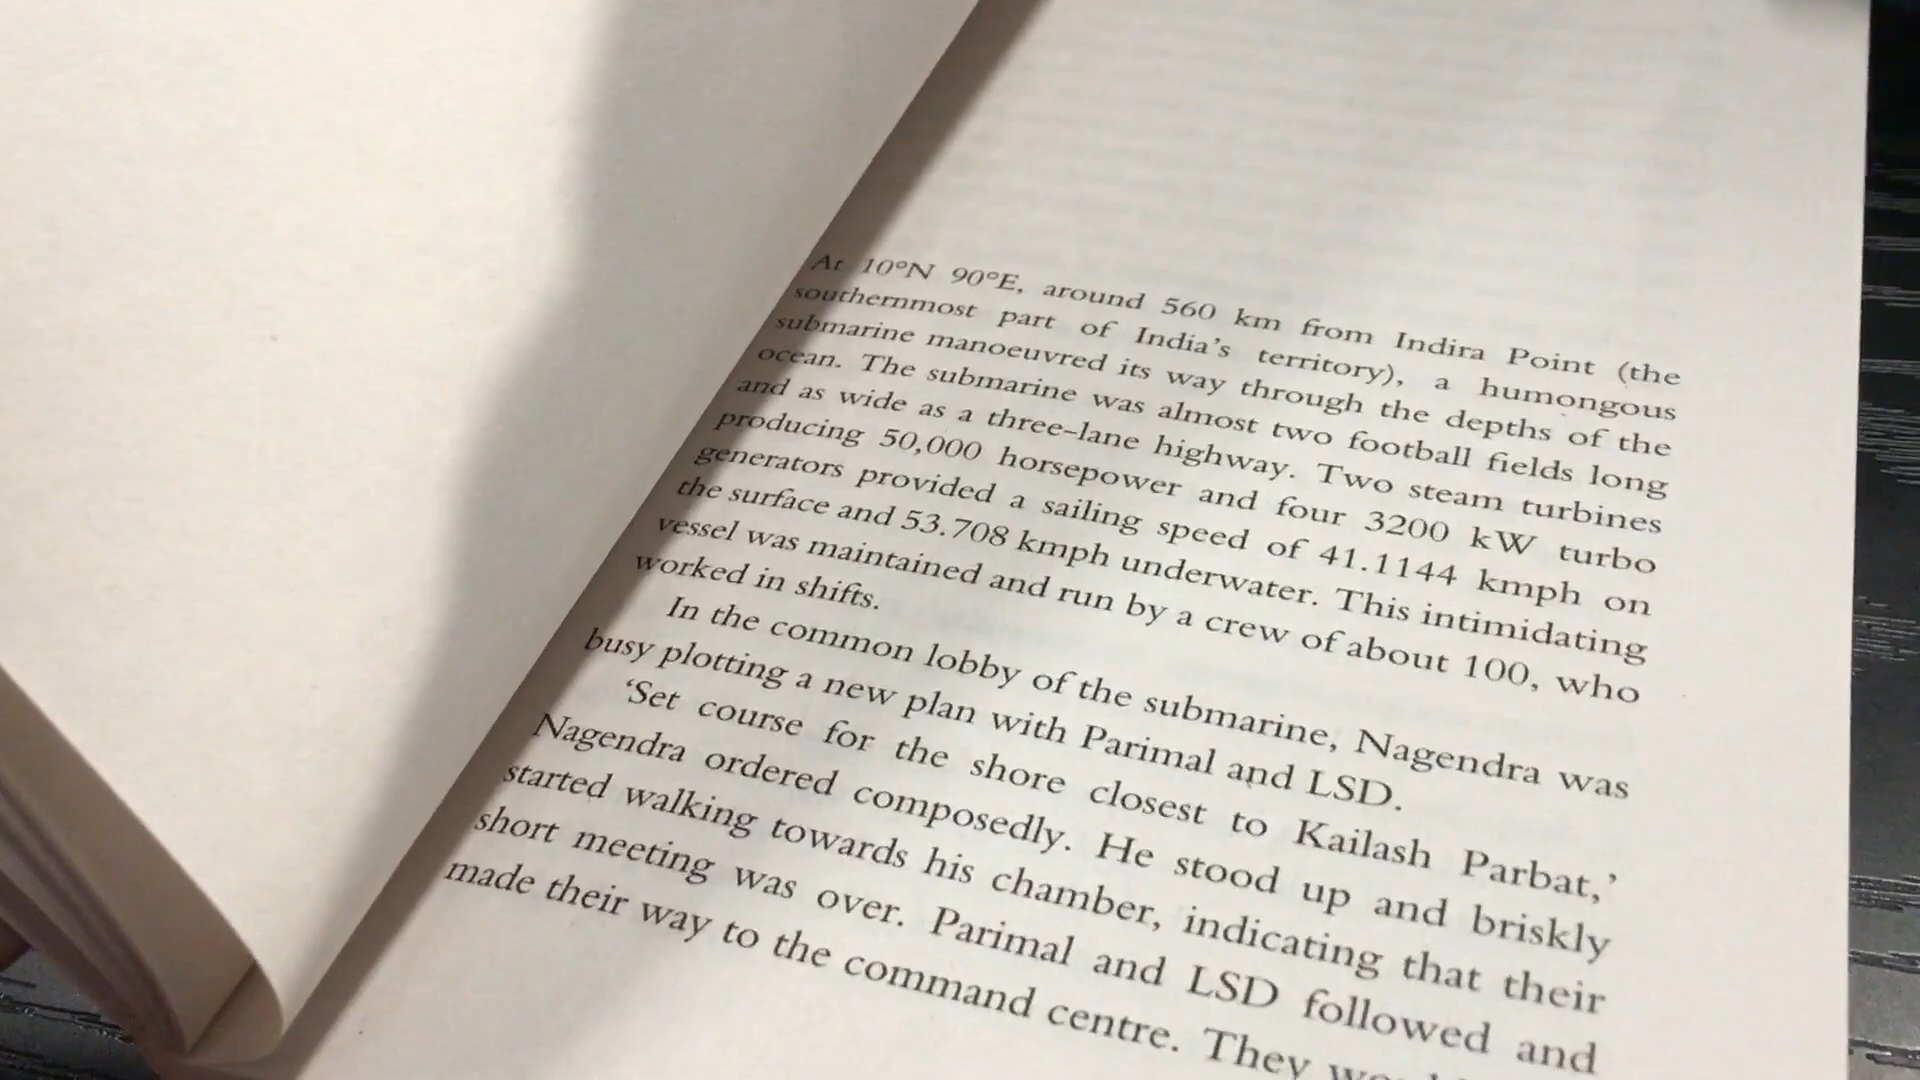 At 10°N 90°E, around 560 km from Indira Point (the
southernmost part of India's territory), a humongous
submarine manoeuvred its way through the depths of the
ocean. The submarine was almost two football fields long
and as wide as a three-lane highway. Two steam turbines
producing 50,000 horsepower and four 3200 kW turbo
generators provided a sailing speed of 41.1144 kmph on
the surface and 53.708 kmph underwater. This intimidating
vessel was maintained and run by a crew of about 100, who
worked in shifts.
In the common lobby of the submarine, Nagendra was
busy plotting a new plan with Parimal and LSD.
‘Set course for the shore closest to Kailash Parbat,’
Nagendra ordered composedly. He stood up and briskly
started walking towards his chamber, indicating that their
short meeting was over. Parimal and LSD followed and
made their way to the command centre. They